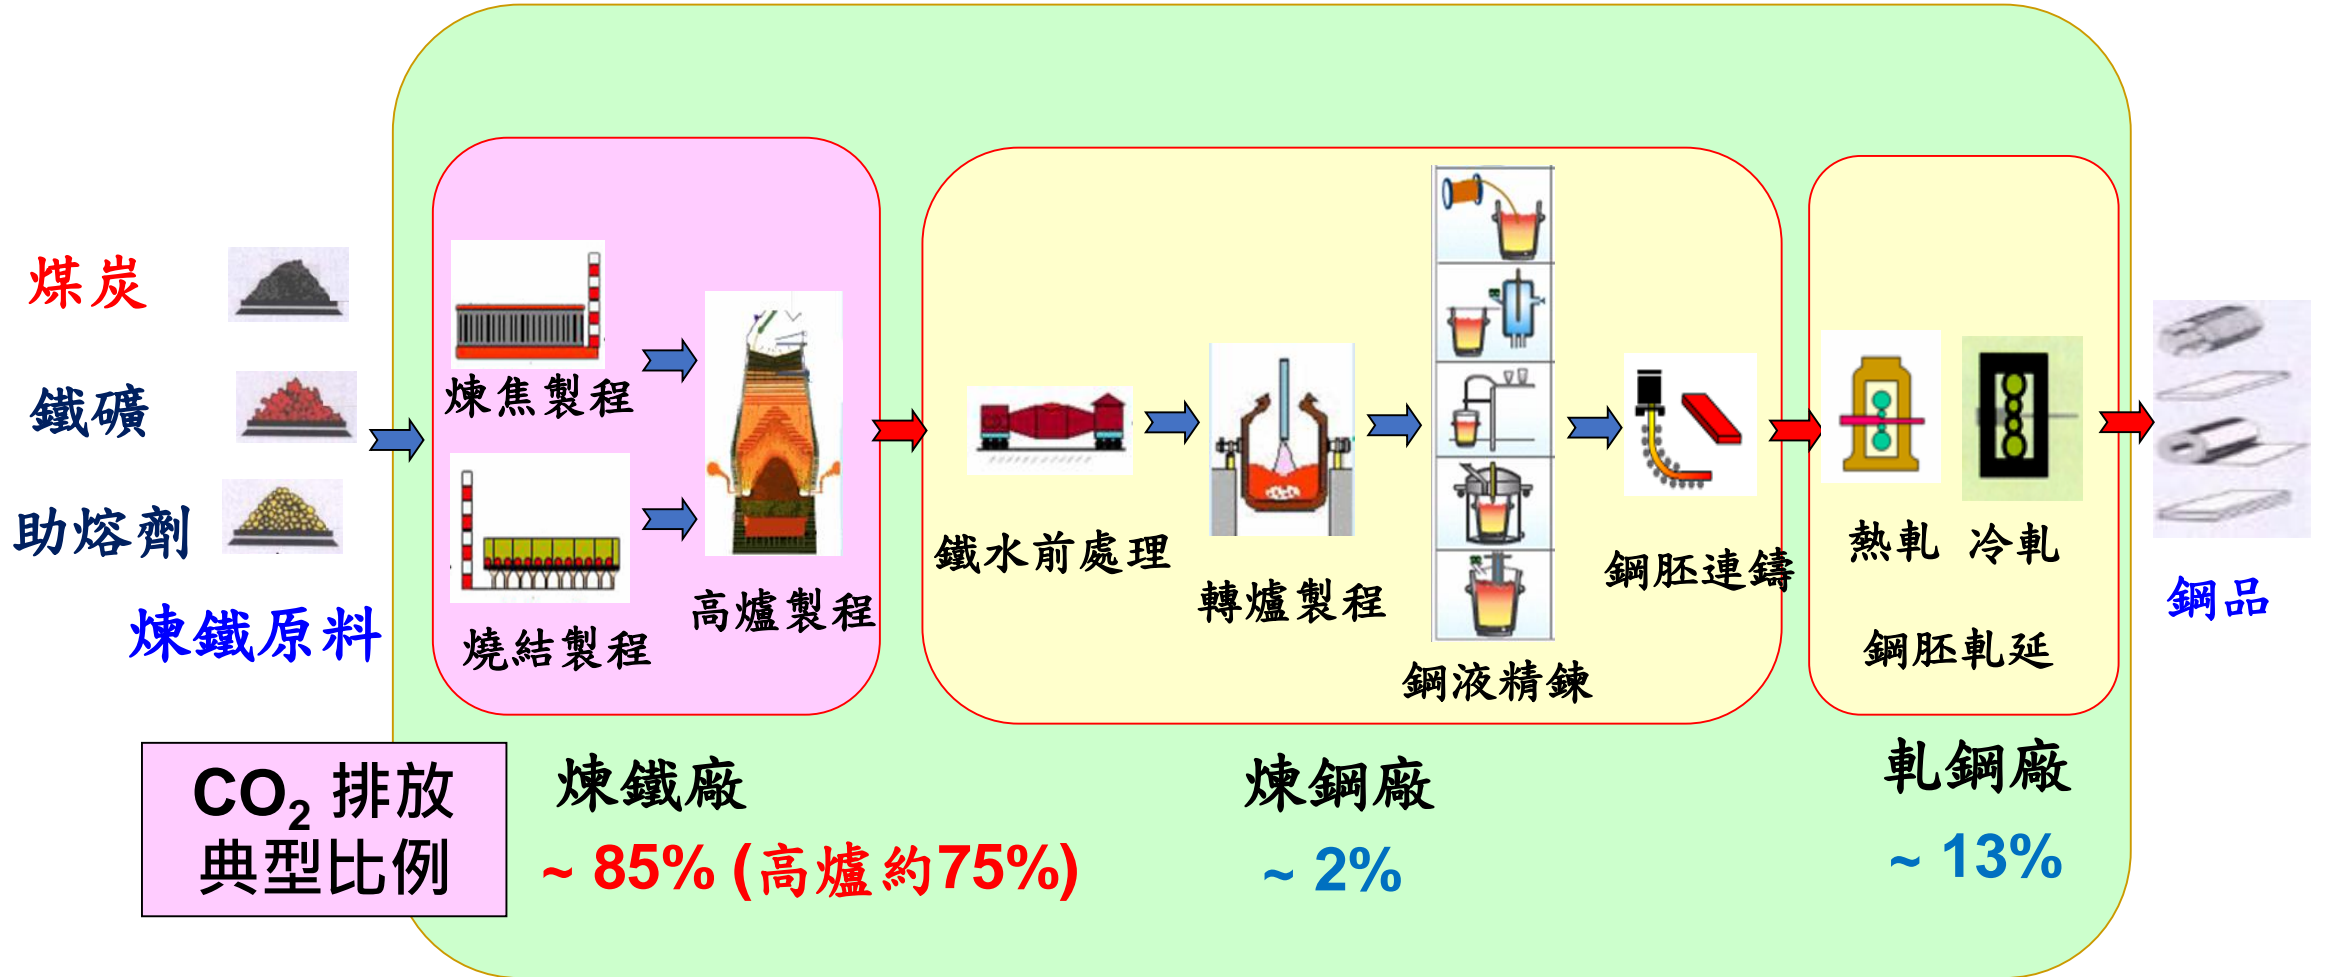 煤炭
鐵礦
助熔劑
煉鐵原料
煉焦製程
燒結製程
高爐製程
鐵水前處理
轉爐製程
鋼液精鍊
鋼胚連鑄
熱軋
冷軋
鋼胚軋延
鋼品
CO₂ 排放
典型比例
煉鐵廠
~ 85% (高爐約75%)
煉鋼廠
~ 2%
軋鋼廠
~ 13%